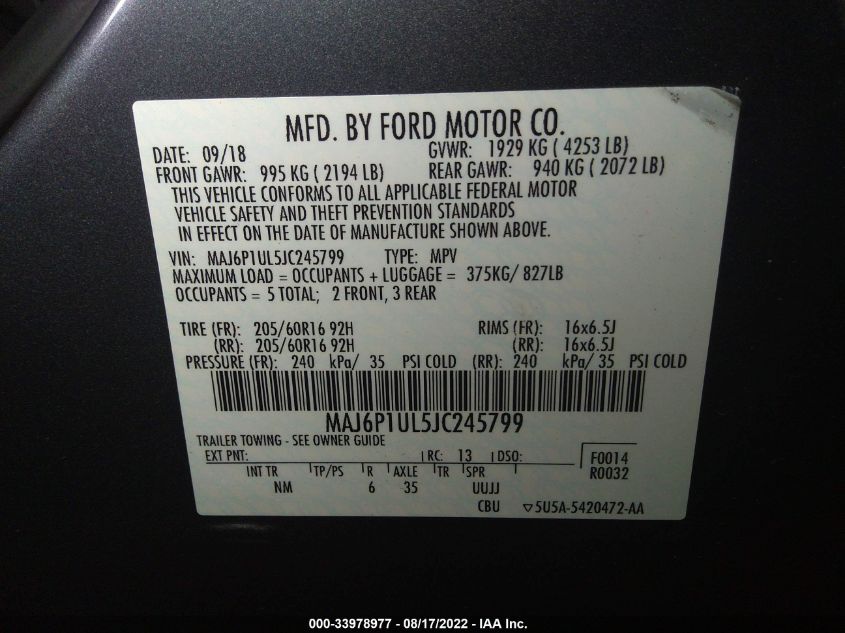 MFD. BY FORD MOTOR CO.
DATE: 09/18 GVWR: 1929 KG ( 4253 LB)
FRONT GAWR: 995 KG ( 2194 LB) REAR GAWR: 940 KG ( 2072 LB)
THIS VEHICLE CONFORMS TO ALL APPLICABLE FEDERAL MOTOR
VEHICLE SAFETY AND THEFT PREVENTION STANDARDS
IN EFFECT ON THE DATE OF MANUFACTURE SHOWN ABOVE.
VIN: MAJ6P1UL5JC245799 TYPE: MPV
MAXIMUM LOAD = OCCUPANTS + LUGGAGE = 375KG/ 827LB
OCCUPANTS = 5 TOTAL; 2 FRONT, 3 REAR
TIRE (FR): 205/60R16 92H RIMS (FR): 16x6.5J
(RR): 205/60R16 92H (RR): 16x6.5J
PRESSURE (FR): 240 kPa/ 35 PSI COLD (RR): 240 kPa/ 35 PSI COLD
MAJ6P1UL5JC245799
TRAILER TOWING - SEE OWNER GUIDE
EXT PNT: RC: 13 DSO: F0014
R0032
INT TR TP/PS R AXLE TR SPR
NM 6 35 UUJJ
CBU ▽5U5A-5420472-AA
000-33978977 - 08/17/2022 - IAA Inc.